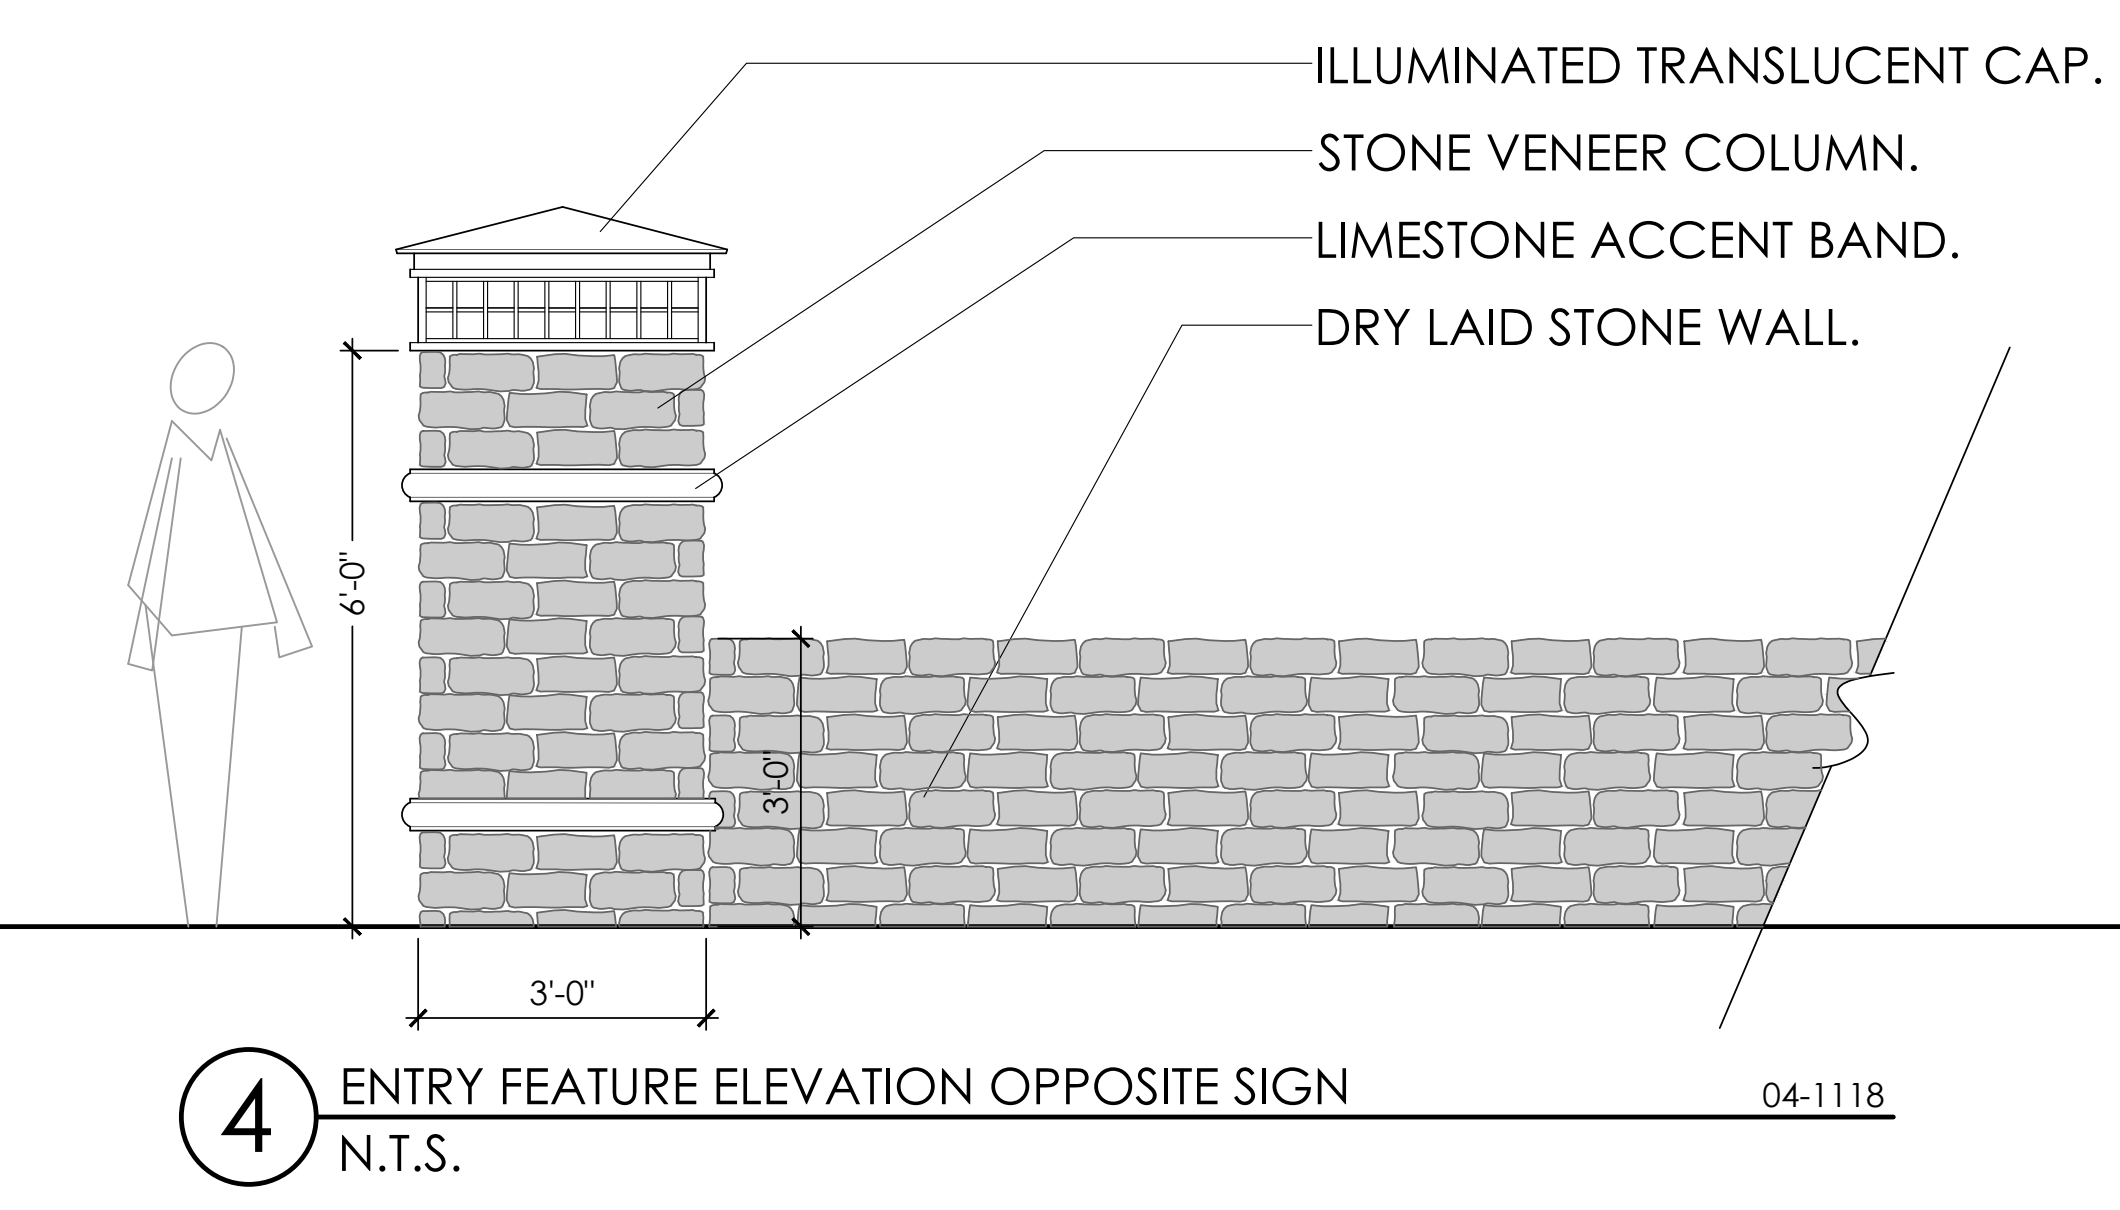 ILLUMINATED TRANSLUCENT CAP.
STONE VENEER COLUMN.
LIMESTONE ACCENT BAND.
DRY LAID STONE WALL.
6'-0"
3'-0"
3'-0"
4
ENTRY FEATURE ELEVATION OPPOSITE SIGN
04-1118
N.T.S.